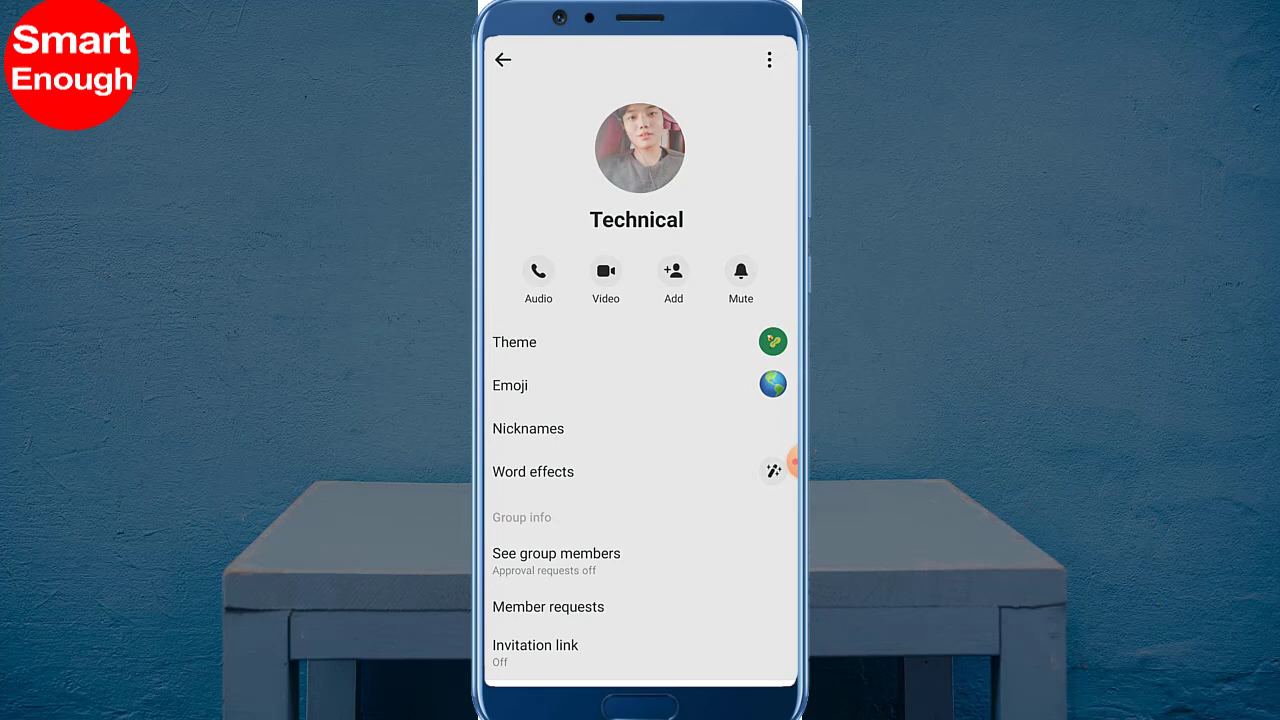 Smart
Enough
Technical
Audio Video Add Mute
Theme
Emoji
Nicknames
Word effects
Group info
See group members
Approval requests off
Member requests
Invitation link
Off